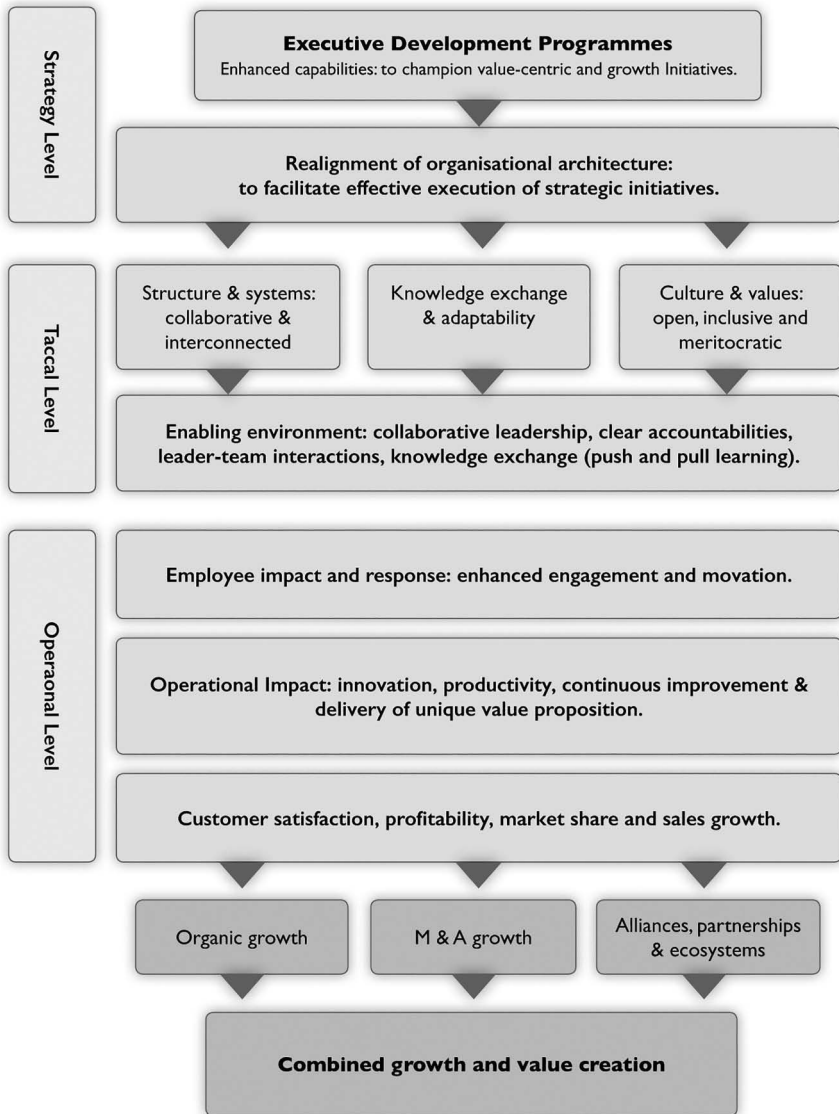 Strategy Level
Executive Development Programmes
Enhanced capabilities: to champion value-centric and growth Initiatives.
Realignment of organisational architecture:
to facilitate effective execution of strategic initiatives.
Taccal Level
Structure & systems:
collaborative &
interconnected
Knowledge exchange
& adaptability
Culture & values:
open, inclusive and
meritocratic
Enabling environment: collaborative leadership, clear accountabilities,
leader-team interactions, knowledge exchange (push and pull learning).
Operaonal Level
Employee impact and response: enhanced engagement and movation.
Operational Impact: innovation, productivity, continuous improvement &
delivery of unique value proposition.
Customer satisfaction, profitability, market share and sales growth.
Organic growth
M & A growth
Alliances, partnerships
& ecosystems
Combined growth and value creation